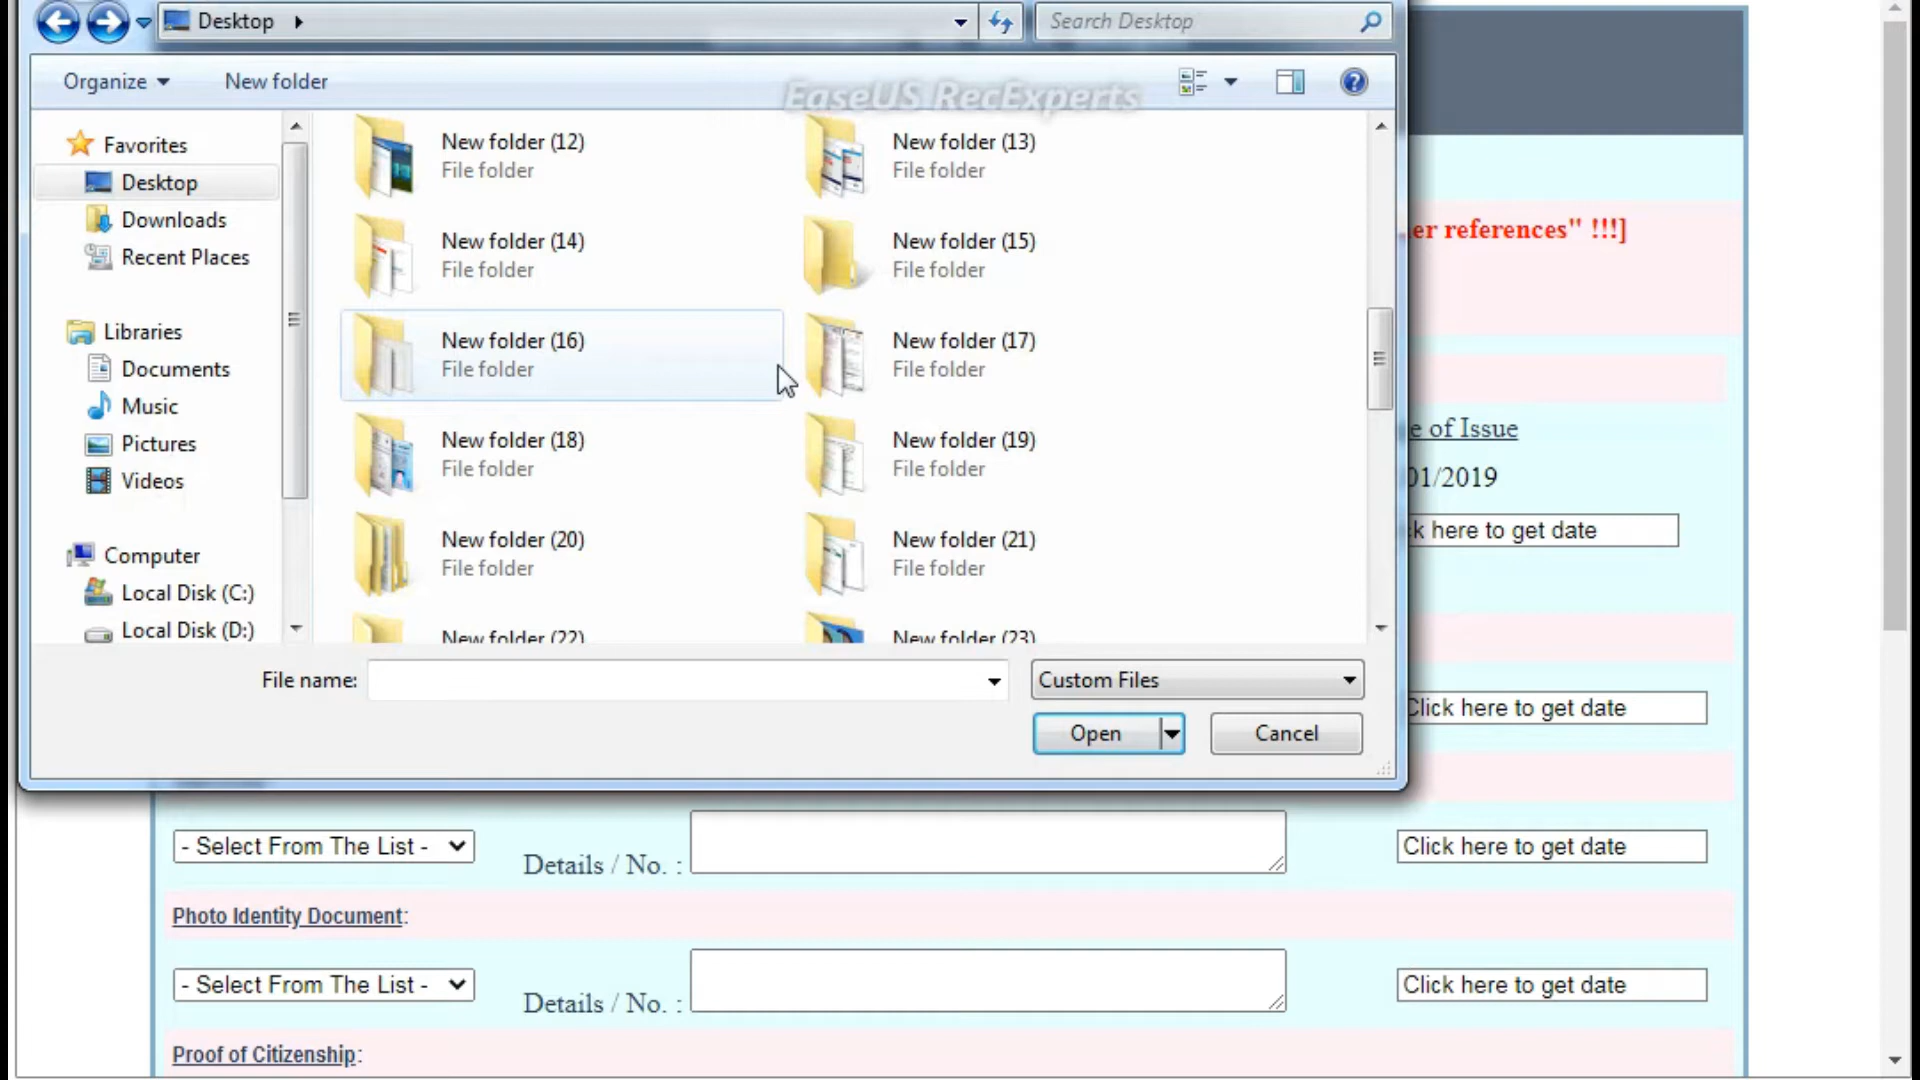 Desktop
Search Desktop
Organize
New folder
EaseUS RecExperts
Favorites
Desktop
Downloads
Recent Places
Libraries
Documents
Music
Pictures
Videos
Computer
Local Disk (C:)
Local Disk (D:)
New folder (12)
File folder
New folder (13)
File folder
New folder (14)
File folder
New folder (15)
File folder
New folder (16)
File folder
New folder (17)
File folder
New folder (18)
File folder
New folder (19)
File folder
New folder (20)
File folder
New folder (21)
File folder
New folder (22)
New folder (23)
File name:
Custom Files
Open
Cancel
er references" !!!]
e of Issue
01/2019
k here to get date
Click here to get date
- Select From The List -
Details / No. :
Click here to get date
Photo Identity Document:
- Select From The List -
Details / No. :
Click here to get date
Proof of Citizenship: